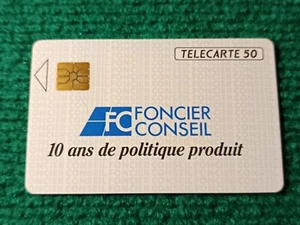 TELECARTE 50
FC FONCIER
CONSEIL
10 ans de politique produit